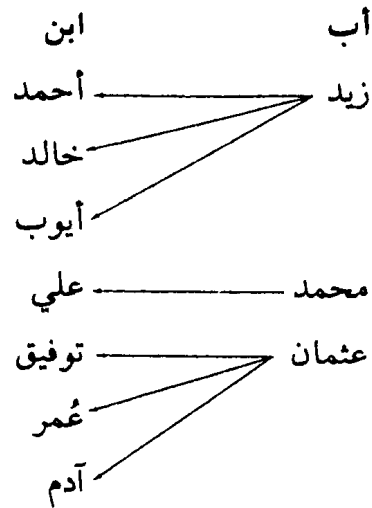 أب ابن
زيد أحمد
خالد
أيوب
محمد علي
عثمان توفيق
عُمر
آدم